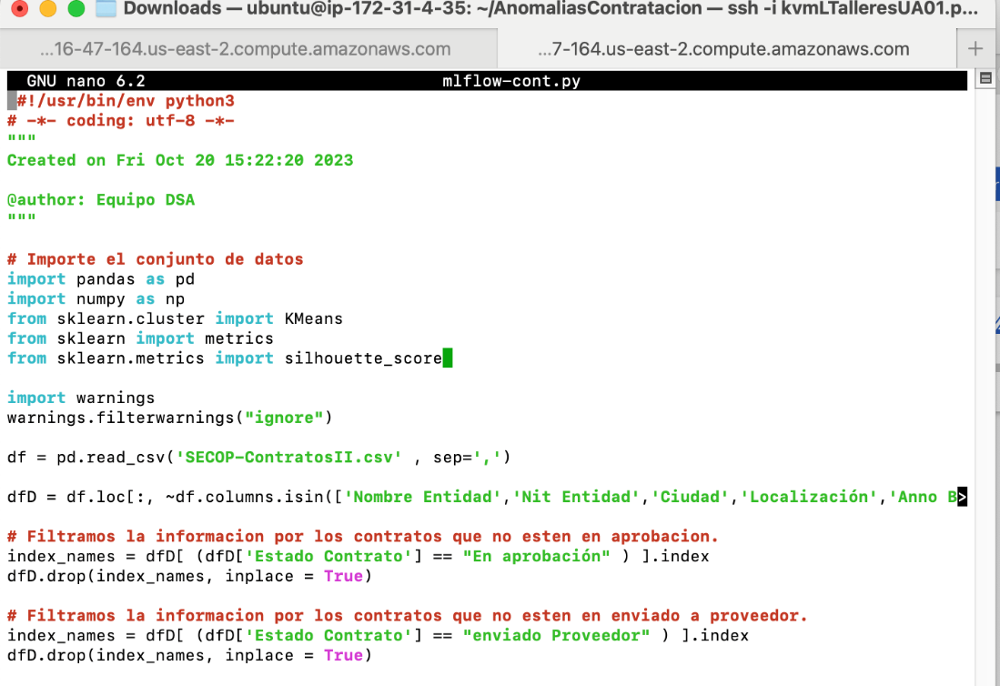 Downloads — ubuntu@ip-172-31-4-35: ~/AnomaliasContratacion — ssh -i kvmLTalleresUA01.p...
...16-47-164.us-east-2.compute.amazonaws.com
...7-164.us-east-2.compute.amazonaws.com
+
GNU nano 6.2
mlflow-cont.py
#!/usr/bin/env python3
# -*- coding: utf-8 -*-
"""
Created on Fri Oct 20 15:22:20 2023
@author: Equipo DSA
"""
# Importe el conjunto de datos
import pandas as pd
import numpy as np
from sklearn.cluster import KMeans
from sklearn import metrics
from sklearn.metrics import silhouette_score
import warnings
warnings.filterwarnings("ignore")
df = pd.read_csv('SECOP-ContratosII.csv' , sep=',')
dfD = df.loc[:, ~df.columns.isin(['Nombre Entidad','Nit Entidad','Ciudad','Localización','Anno B>
# Filtramos la informacion por los contratos que no esten en aprobacion.
index_names = dfD[ (dfD['Estado Contrato'] == "En aprobación" ) ].index
dfD.drop(index_names, inplace = True)
# Filtramos la informacion por los contratos que no esten en enviado a proveedor.
index_names = dfD[ (dfD['Estado Contrato'] == "enviado Proveedor" ) ].index
dfD.drop(index_names, inplace = True)